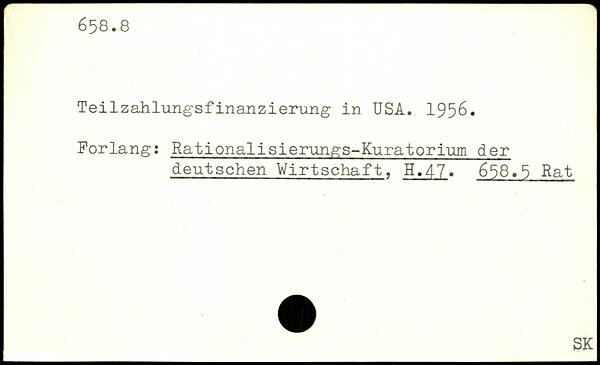 658.8
Teilzahlungsfinanzierung in USA. 1956.
Forlang: Rationalisierungs-Kuratorium der
deutschen Wirtschaft, H.47. 658.5 Rat
SK